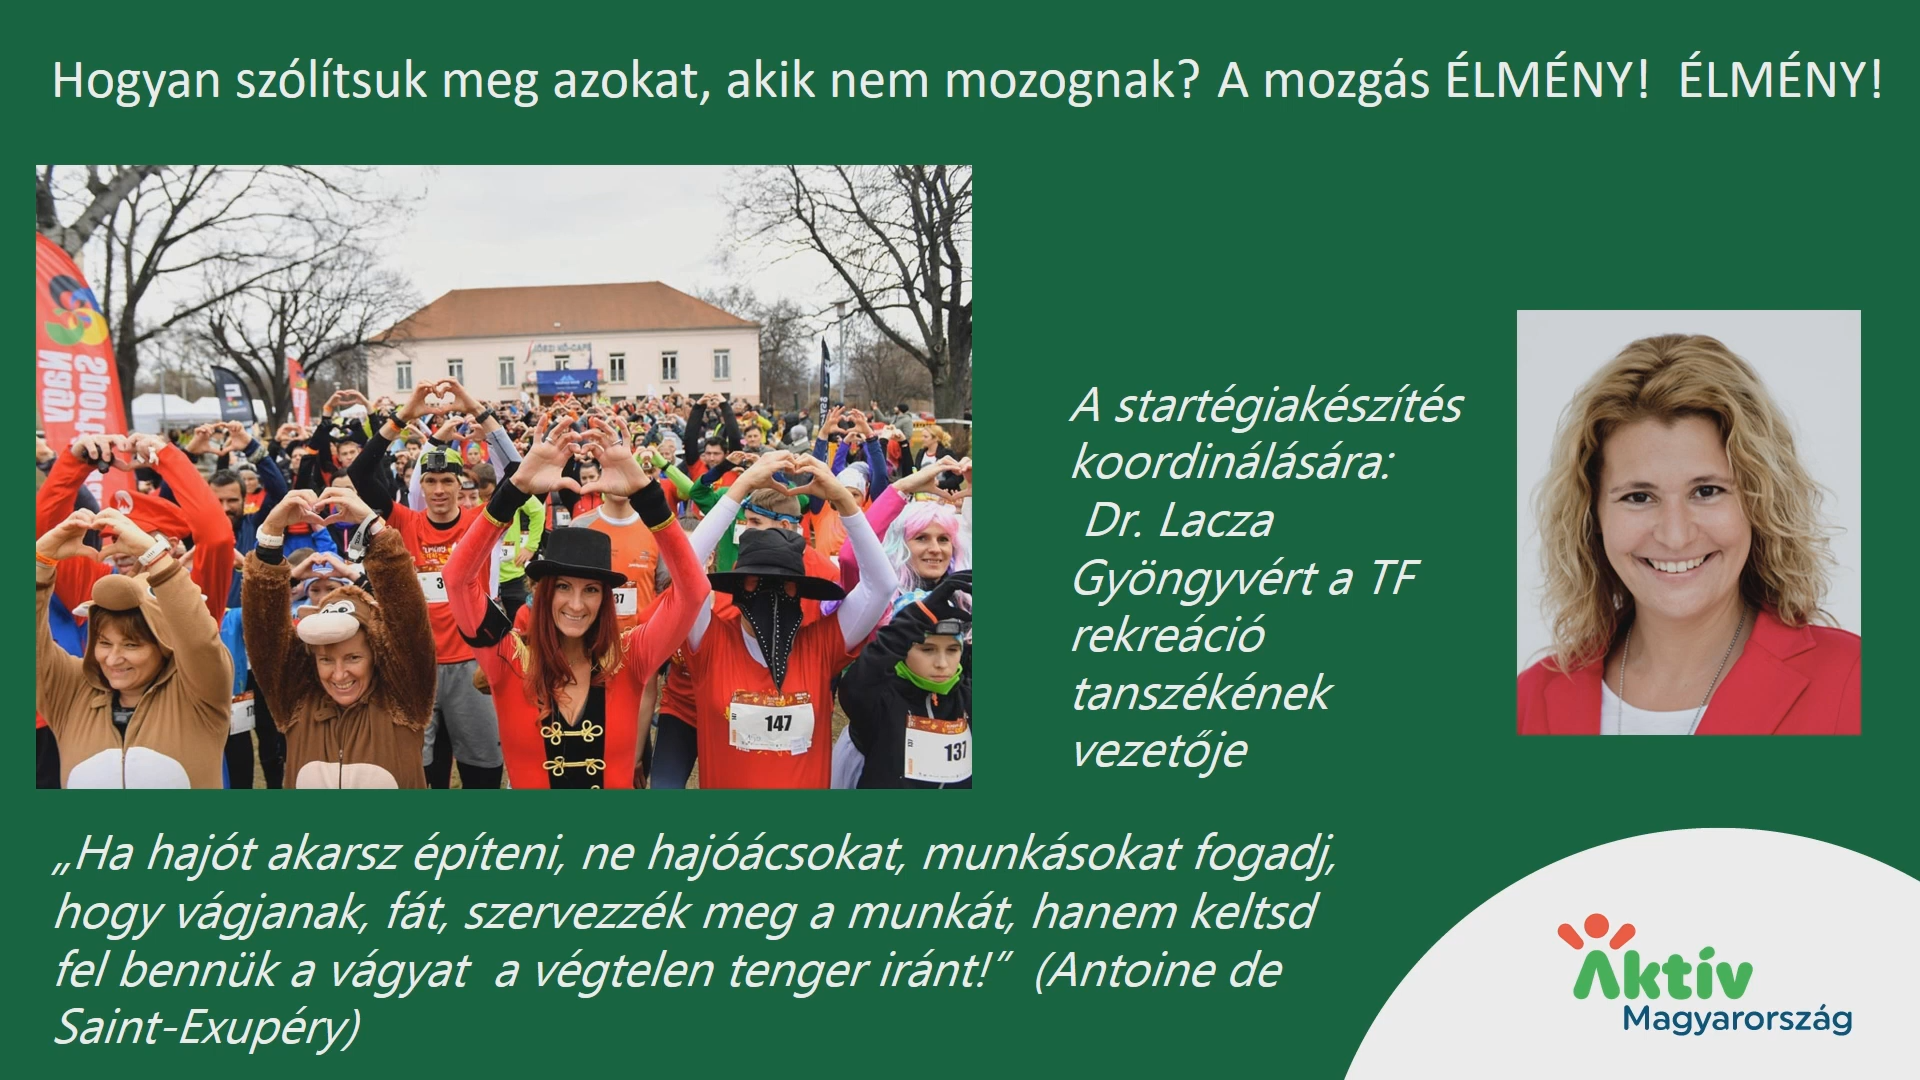 Hogyan szólítsuk meg azokat, akik nem mozognak? A mozgás ÉLMÉNY!  ÉLMÉNY!
Nagy
Sport
147
137
A startégiakészítés
koordinálására:
Dr. Lacza
Gyöngyvért a TF
rekreáció
tanszékének
vezetője
„Ha hajót akarsz építeni, ne hajóácsokat, munkásokat fogadj,
hogy vágjanak, fát, szervezzék meg a munkát, hanem keltsd
fel bennük a vágyat  a végtelen tenger iránt!”  (Antoine de
Saint-Exupéry)
Aktív
Magyarország